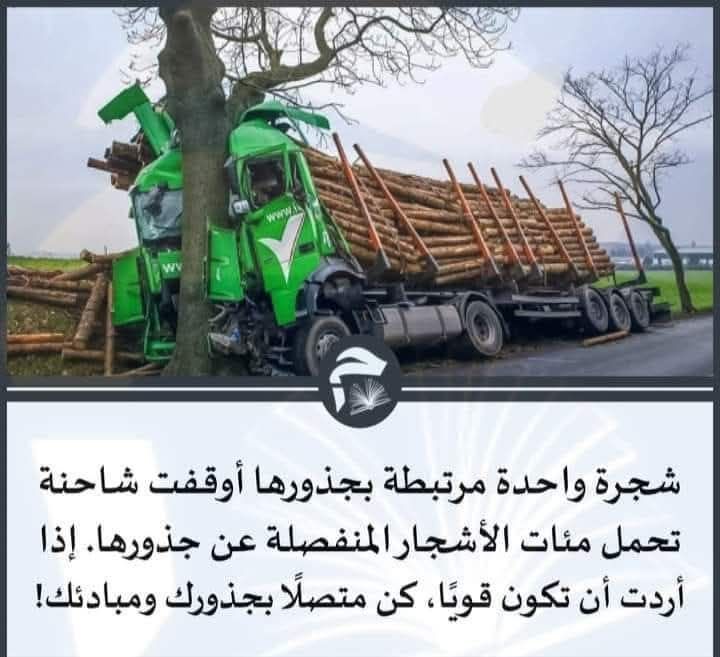 www.
شجرة واحدة مرتبطة بجذورها أوقفت شاحنة
تحمل مئات الأشجار المنفصلة عن جذورها. إذا
أردت أن تكون قويًا، كن متصلًا بجذورك ومبادئك!